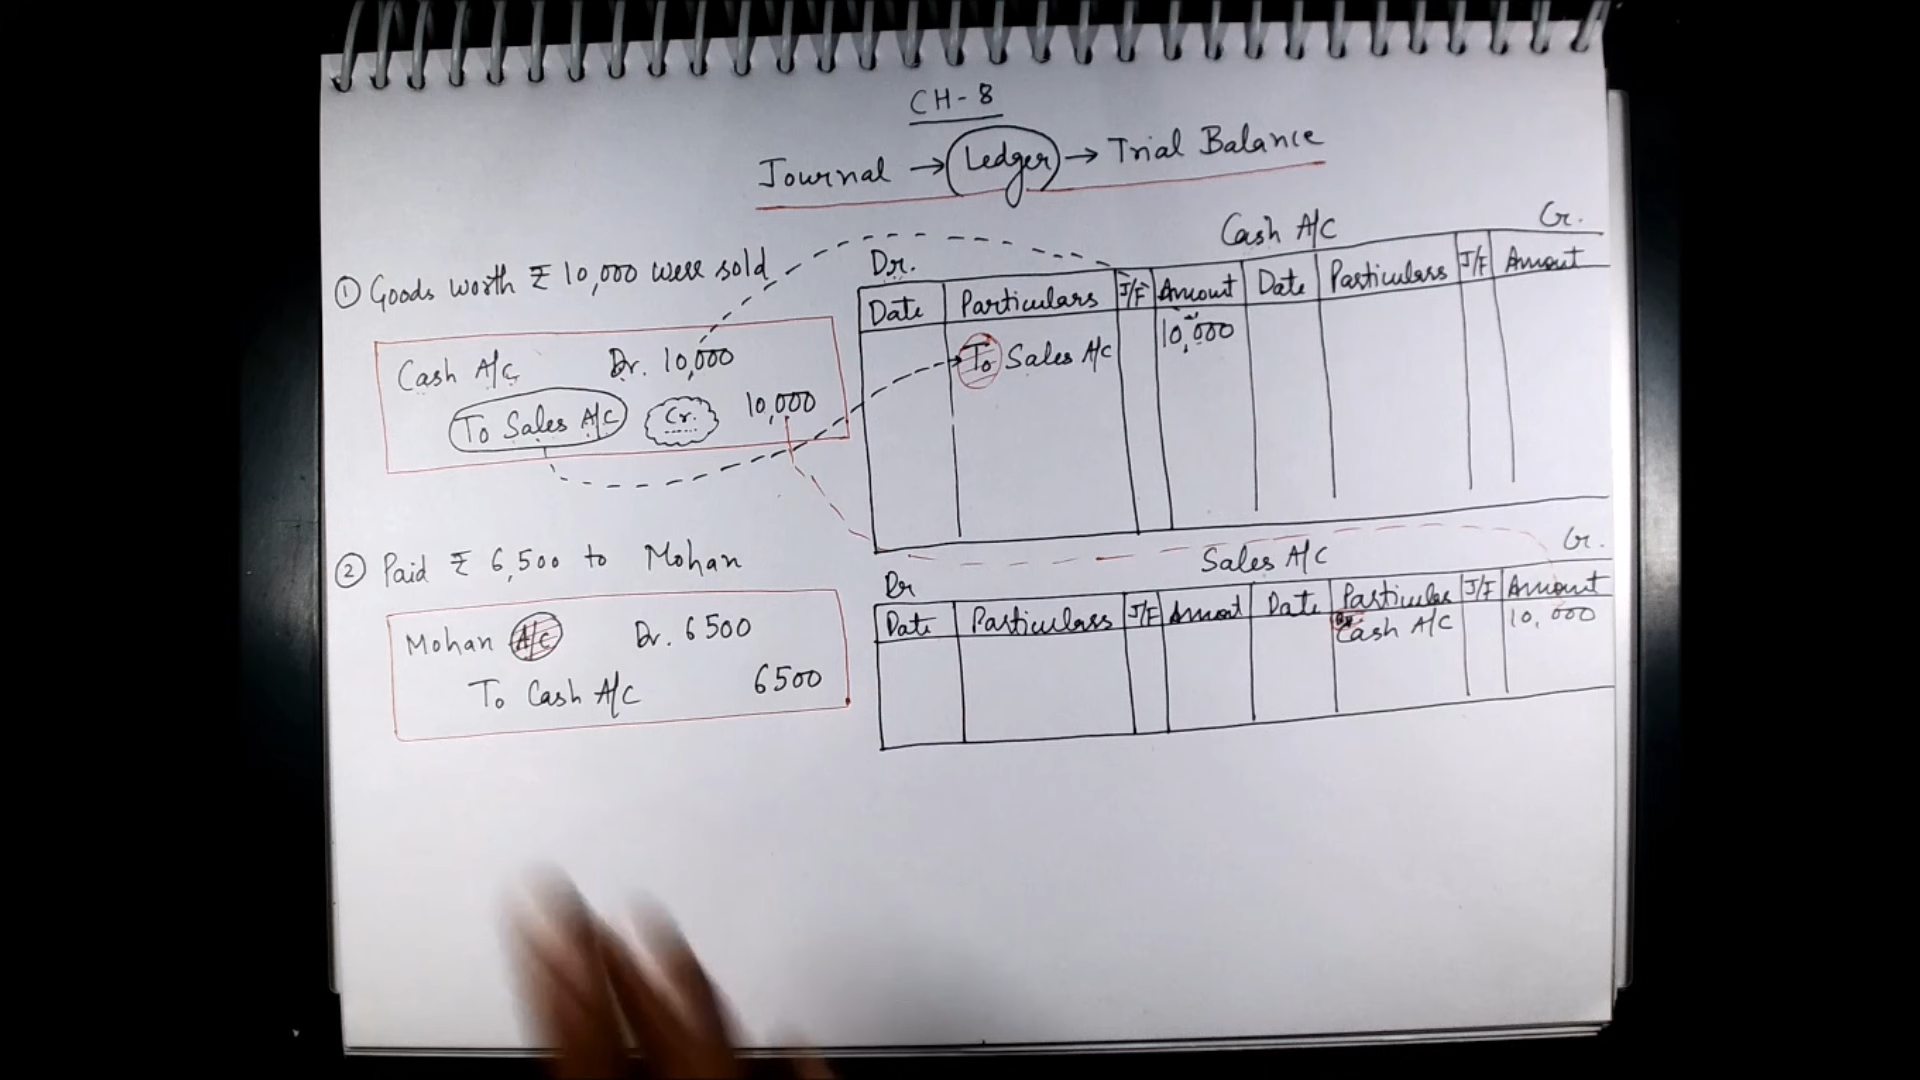 CH-8
Journal → Ledger → Trial Balance
① Goods worth ₹ 10,000 were sold
Cash A/c Dr. 10,000
To Sales A/c Cr. 10,000
② Paid ₹ 6,500 to Mohan
Mohan A/c Dr. 6500
To Cash A/c 6500
Cash A/C
Dr. Cr.
Date Particulars J/F Amount Date Particulars J/F Amount
To Sales A/c 10,000
Sales A/C
Dr Cr.
Date Particulars J/F Amount Date Particulas J/F Amount
Cash A/C 10,000